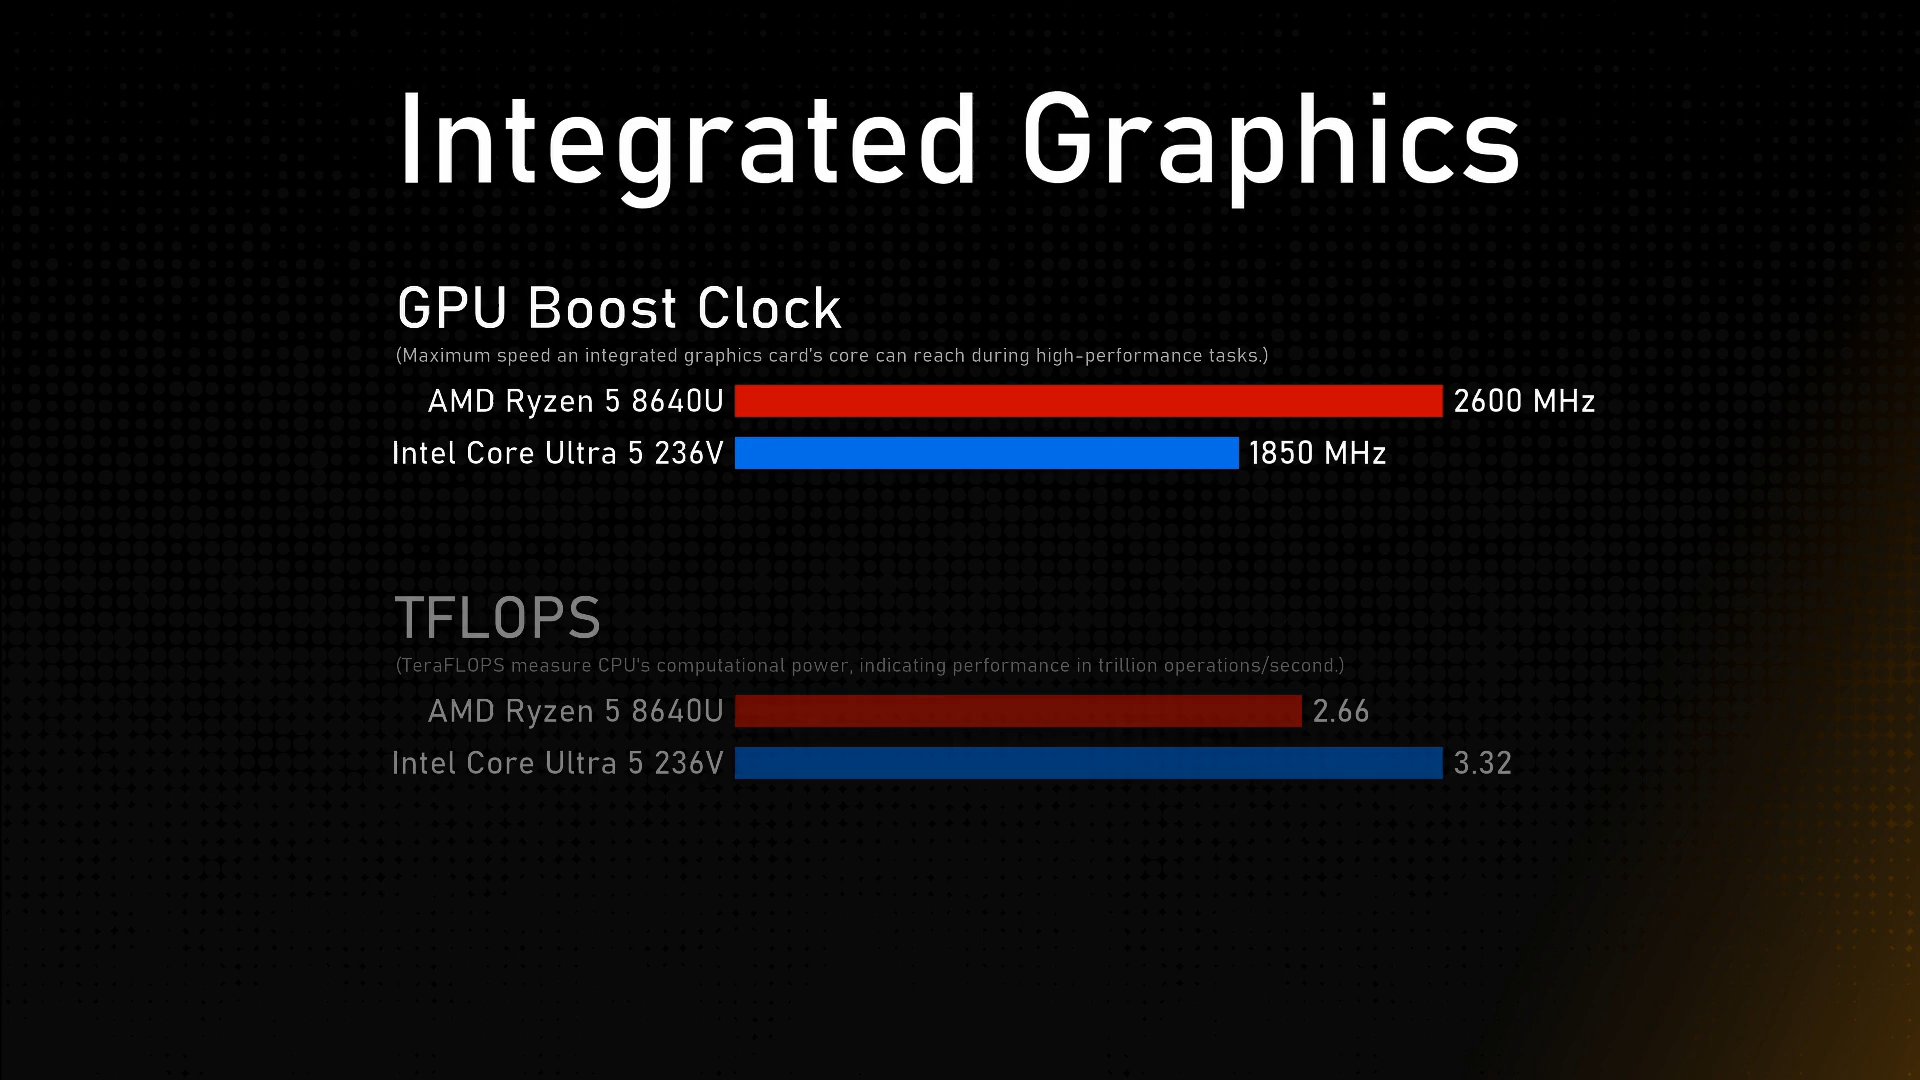 Integrated Graphics
GPU Boost Clock
(Maximum speed an integrated graphics card's core can reach during high-performance tasks.)
AMD Ryzen 5 8640U 2600 MHz
Intel Core Ultra 5 236V 1850 MHz
TFLOPS
(TeraFLOPS measure CPU's computational power, indicating performance in trillion operations/second.)
AMD Ryzen 5 8640U 2.66
Intel Core Ultra 5 236V 3.32